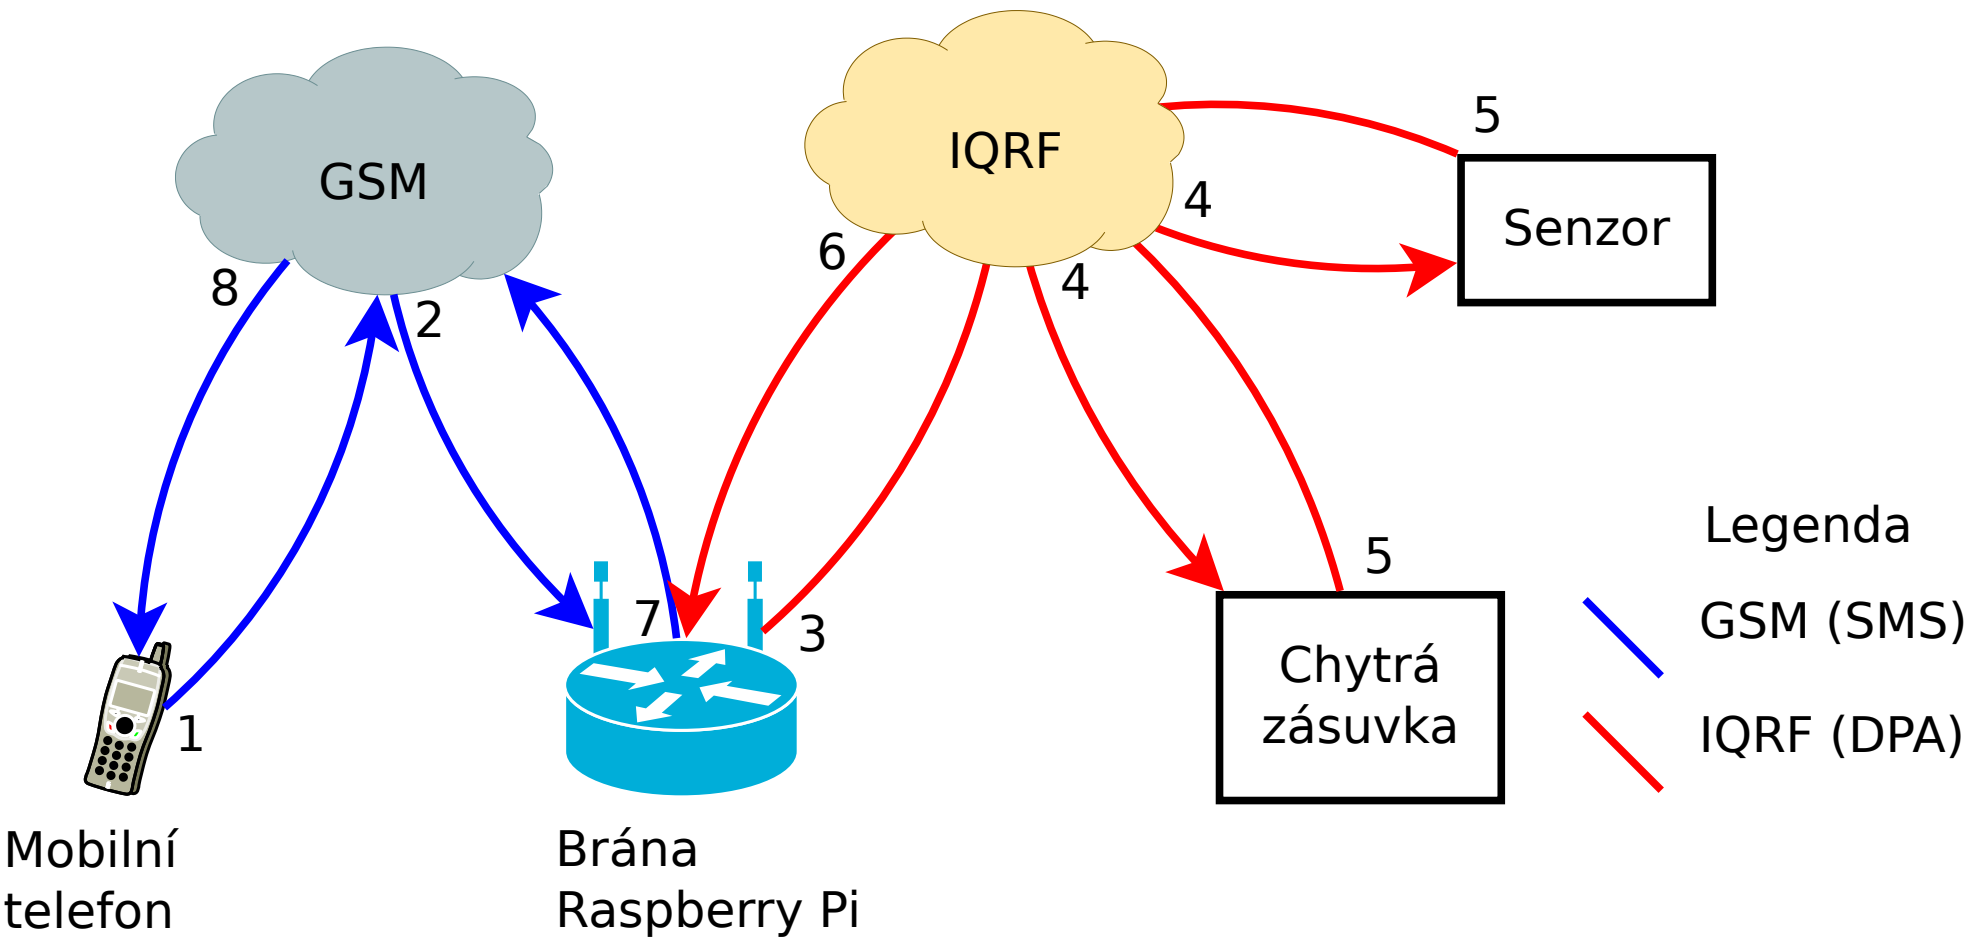 GSM
IQRF
5
Senzor
4
6
4
8
2
5
Legenda
GSM (SMS)
IQRF (DPA)
7
3
1
Chytrá
zásuvka
Mobilní
telefon
Brána
Raspberry Pi